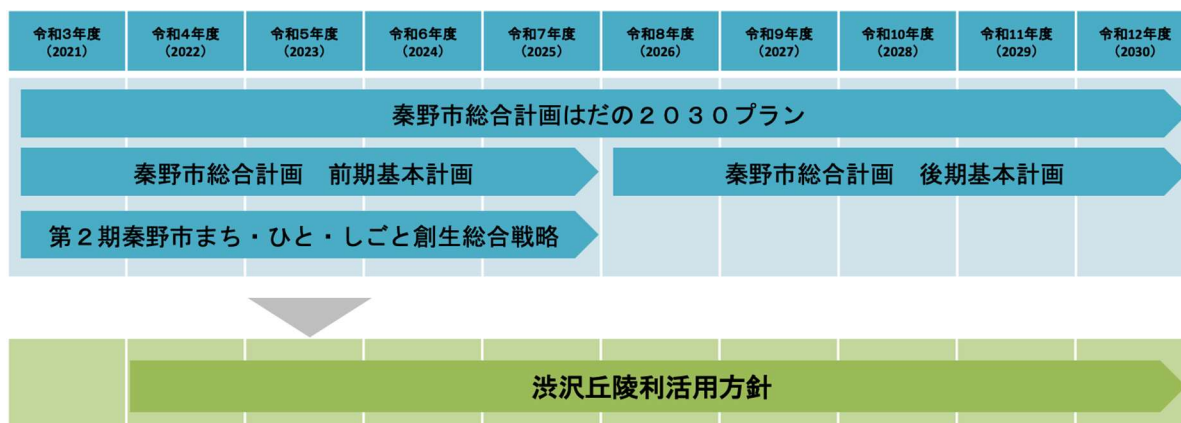 令和3年度 令和4年度 令和5年度 令和6年度 令和7年度 令和8年度 令和9年度 令和10年度 令和11年度 令和12年度
(2021) (2022) (2023) (2024) (2025) (2026) (2027) (2028) (2029) (2030)
秦野市総合計画はだの２０３０プラン
秦野市総合計画　前期基本計画 秦野市総合計画　後期基本計画
第２期秦野市まち・ひと・しごと創生総合戦略
渋沢丘陵利活用方針